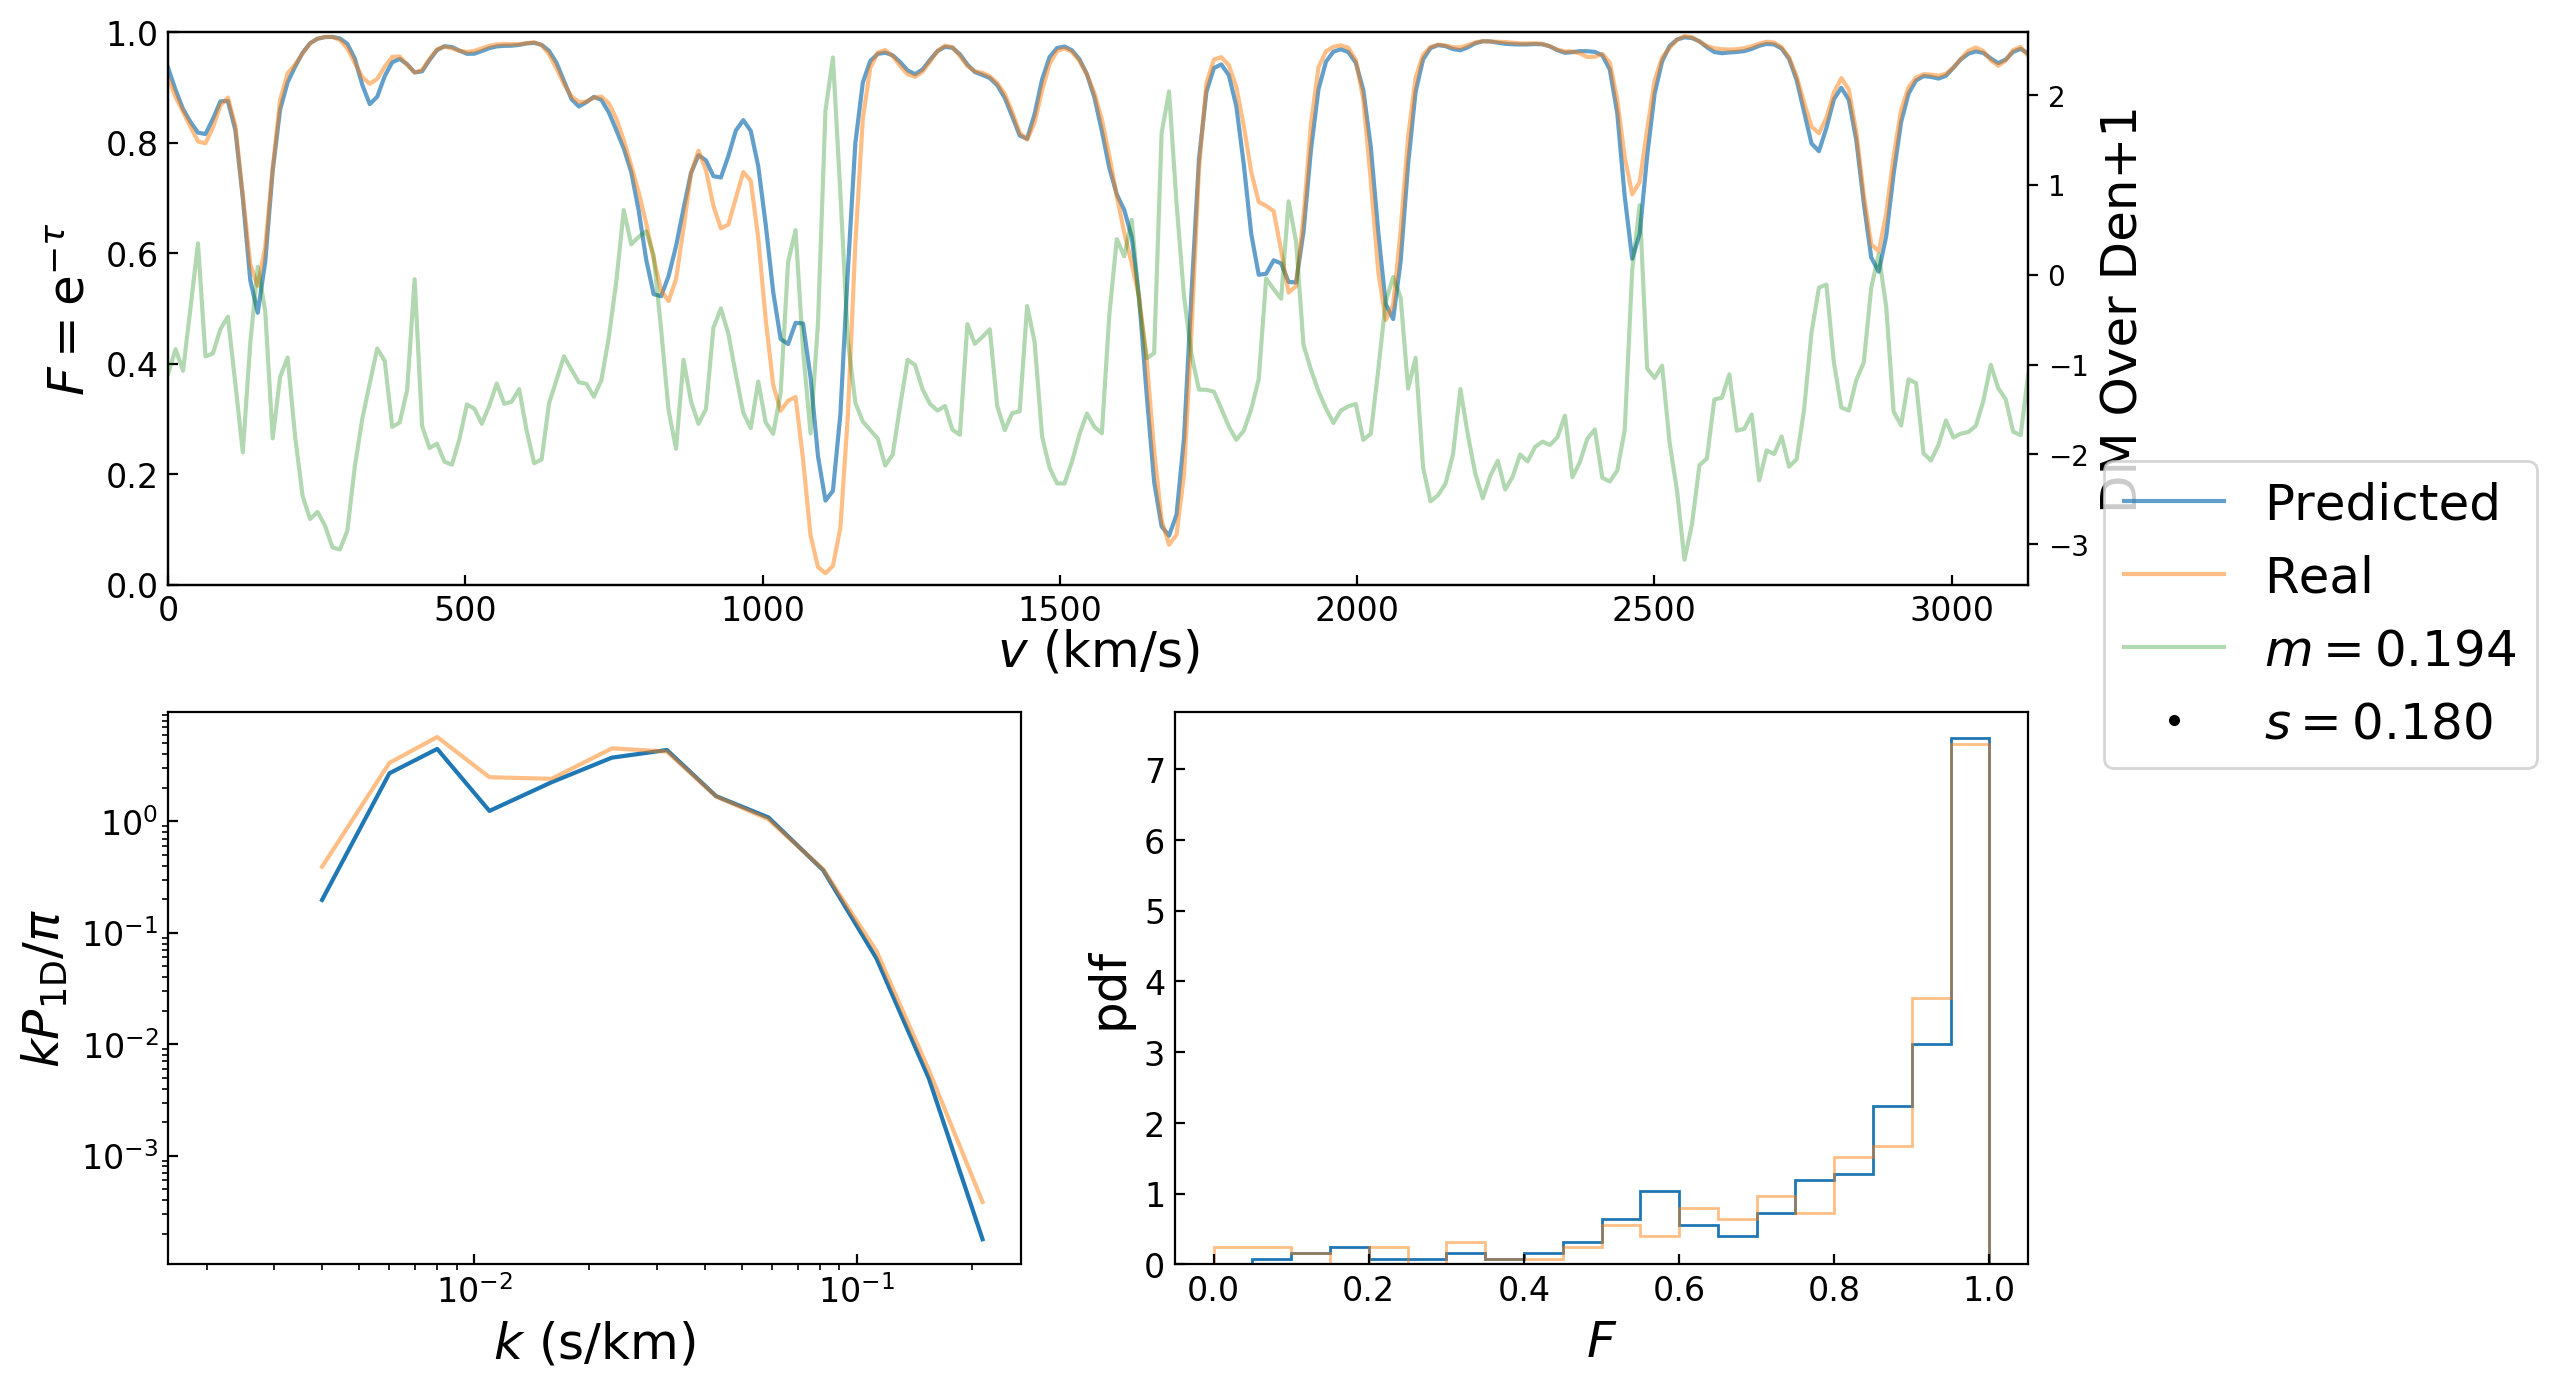 1.0
0.8
0.6
0.4
0.2
0.0
F = e^{−τ}
0 500 1000 1500 2000 2500 3000
v (km/s)
2
1
0
−1
−2
−3
DM Over Den+1
Predicted
Real
m = 0.194
s = 0.180
10^0
10^{−1}
10^{−2}
10^{−3}
kP_{1D}/π
10^{−2} 10^{−1}
k (s/km)
7
6
5
4
3
2
1
0
pdf
0.0 0.2 0.4 0.6 0.8 1.0
F